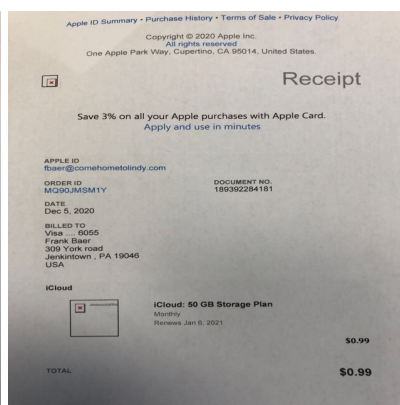 Apple ID Summary • Purchase History • Terms of Sale • Privacy Policy
Copyright © 2020 Apple Inc.
All rights reserved
One Apple Park Way, Cupertino, CA 95014, United States.
Receipt
Save 3% on all your Apple purchases with Apple Card.
Apply and use in minutes
APPLE ID
fbaer@comehometolindy.com
ORDER ID
MQ90JMSM1Y
DOCUMENT NO.
189392284181
DATE
Dec 5, 2020
BILLED TO
Visa .... 6055
Frank Baer
309 York road
Jenkintown , PA 19046
USA
iCloud
iCloud: 50 GB Storage Plan
Monthly
Renews Jan 6, 2021
$0.99
TOTAL
$0.99